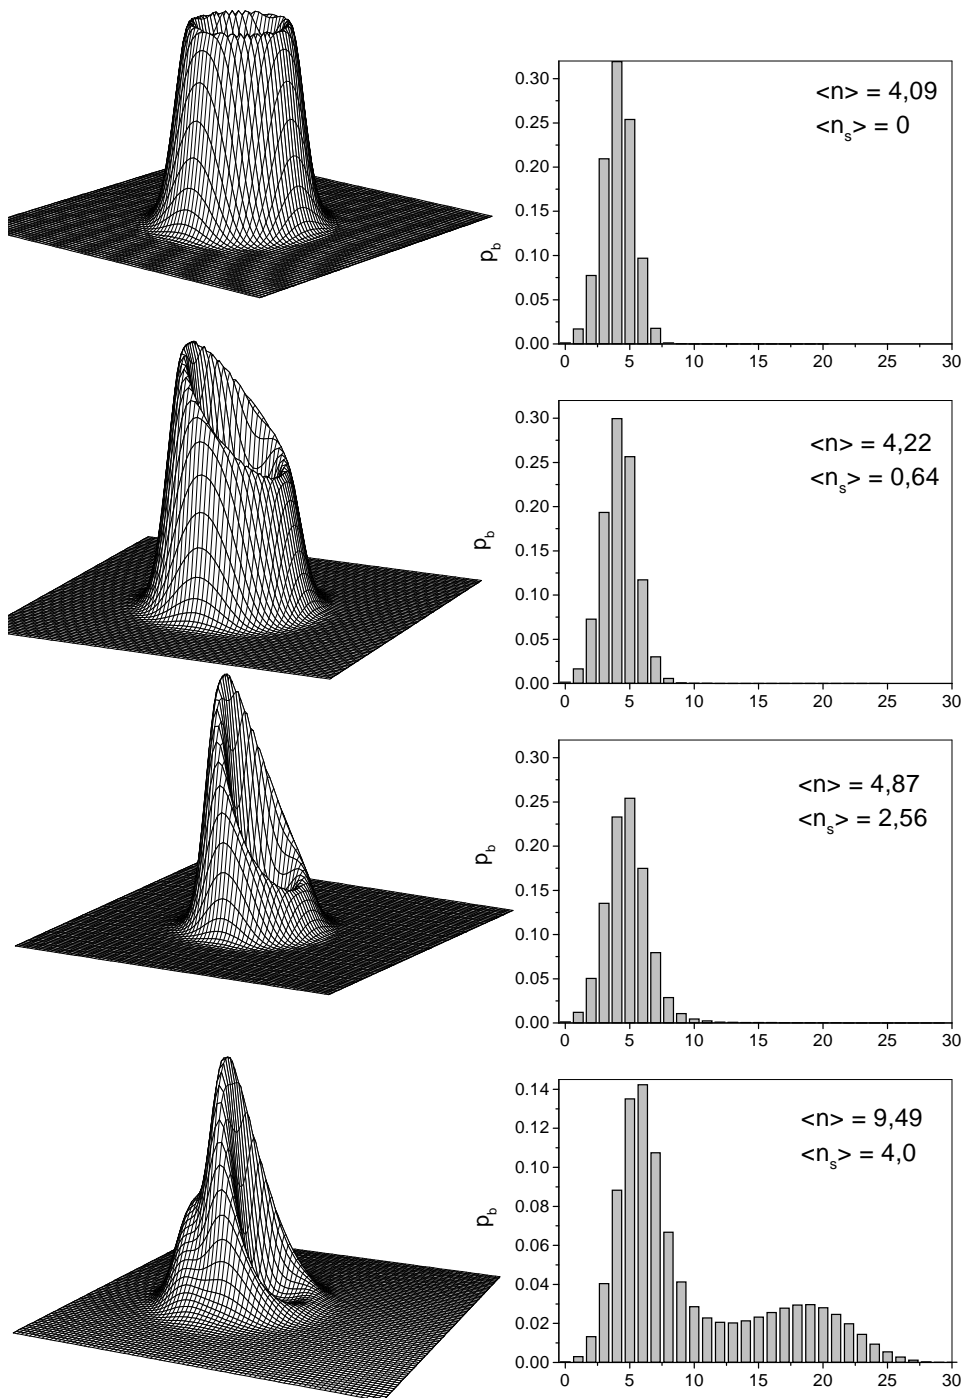 <n> = 4,09
<n_s> = 0
p_b
0.30
0.25
0.20
0.15
0.10
0.05
0.00
0 5 10 15 20 25 30
<n> = 4,22
<n_s> = 0,64
p_b
0.30
0.25
0.20
0.15
0.10
0.05
0.00
0 5 10 15 20 25 30
<n> = 4,87
<n_s> = 2,56
p_b
0.30
0.25
0.20
0.15
0.10
0.05
0.00
0 5 10 15 20 25 30
<n> = 9,49
<n_s> = 4,0
p_b
0.14
0.12
0.10
0.08
0.06
0.04
0.02
0.00
0 5 10 15 20 25 30